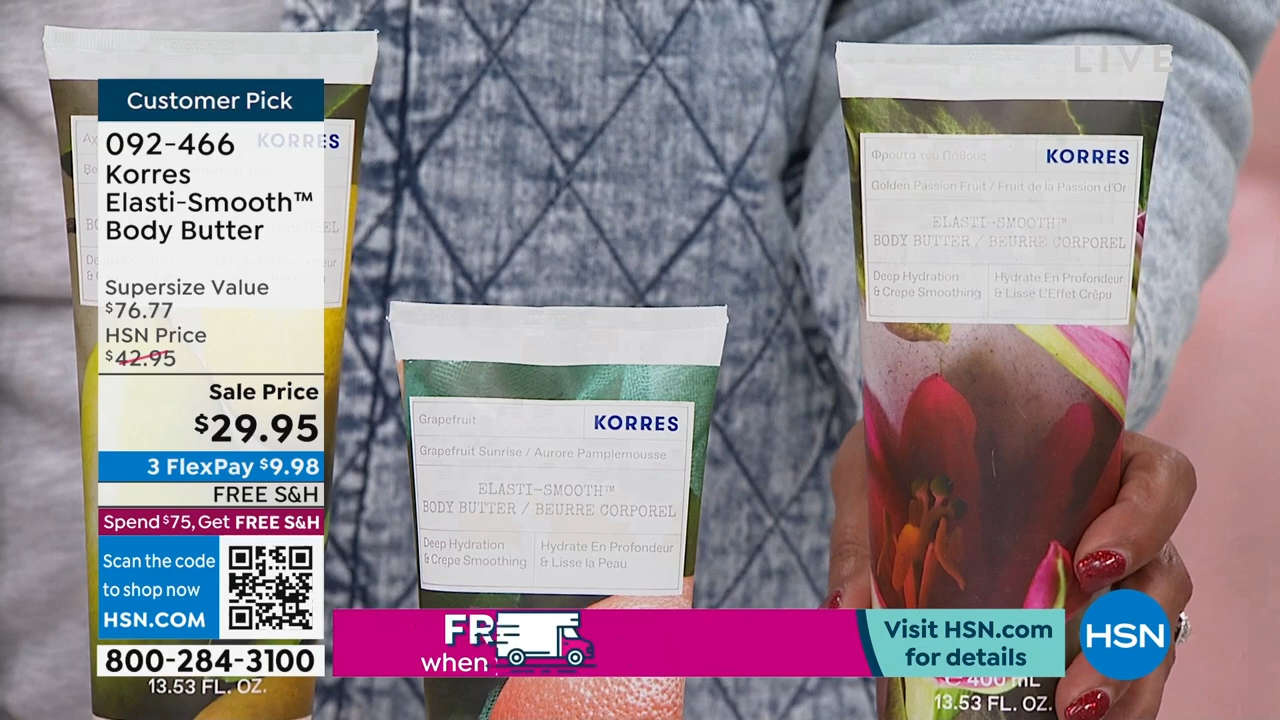 LIVE
Customer Pick
092-466
Korres
Elasti-Smooth™
Body Butter
Supersize Value
$76.77
HSN Price
$42.95
Sale Price
$29.95
3 FlexPay $9.98
FREE S&H
Spend $75, Get FREE S&H
Scan the code
to shop now
HSN.COM
800-284-3100
KORRES
13.53 FL. OZ.
Grapefruit
KORRES
Grapefruit Sunrise / Aurore Pamplemousse
ELASTI-SMOOTH™
BODY BUTTER / BEURRE CORPOREL
Deep Hydration
& Crepe Smoothing
Hydrate En Profondeur
& Lisse la Peau
Φρουτα του Πάθους
KORRES
Golden Passion Fruit / Fruit de la Passion d'Or
ELASTI-SMOOTH™
BODY BUTTER / BEURRE CORPOREL
Deep Hydration
& Crepe Smoothing
Hydrate En Profondeur
& Lisse L'Effet Crêpu
400 mL
13.53 FL. OZ.
when
Visit HSN.com
for details
HSN